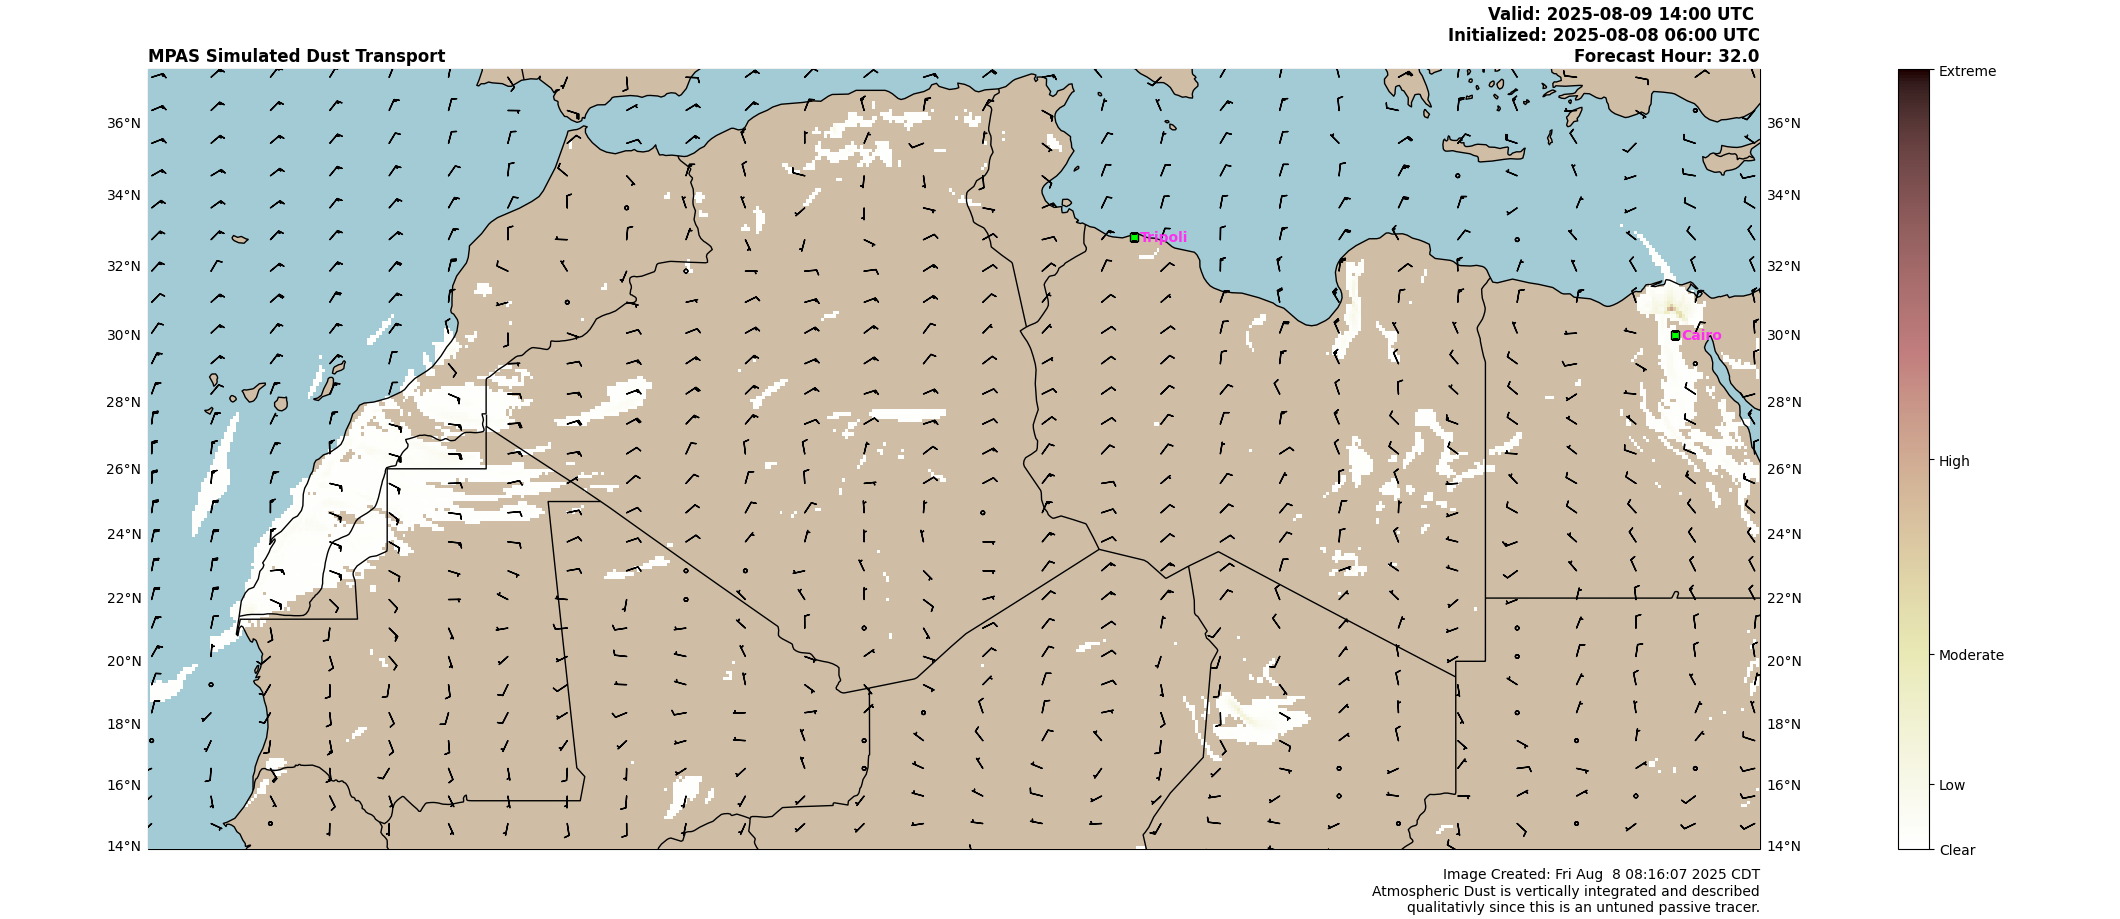 Valid: 2025-08-09 14:00 UTC
Initialized: 2025-08-08 06:00 UTC
MPAS Simulated Dust Transport
Forecast Hour: 32.0
Extreme
36°N
36°N
34°N
34°N
Tripoli
32°N
32°N
30°N
Cairo
30°N
28°N
28°N
26°N
26°N
High
24°N
24°N
22°N
22°N
20°N
20°N
Moderate
18°N
18°N
16°N
16°N
Low
14°N
14°N
Clear
Image Created: Fri Aug  8 08:16:07 2025 CDT
Atmospheric Dust is vertically integrated and described
qualitativly since this is an untuned passive tracer.